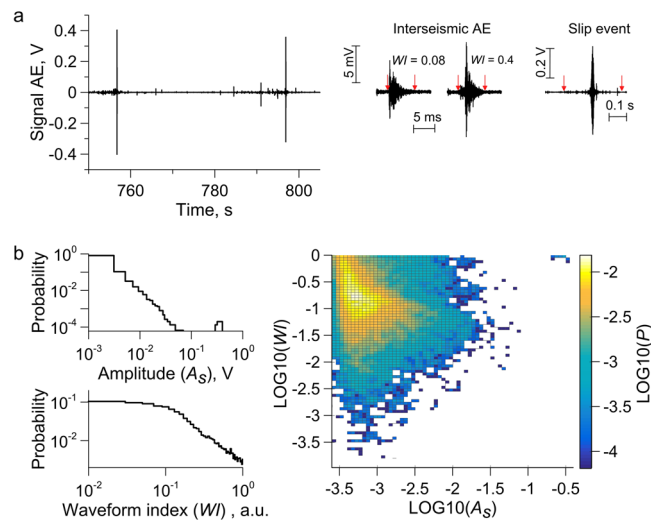 a
Signal AE, V
0.4
0.2
0
0.2
-0.4
760
780
800
Time, s
Interseismic AE
Slip event
5 mV
WI = 0.08
WI = 0.4
0.2 V
5 ms
0.1 s
b
Probability
10^0
10^-2
10^-4
10^-3
10^-2
10^-1
10^0
Amplitude (A_S), V
Probability
10^-1
10^-2
10^-2
10^-1
10^0
Waveform index (WI) , a.u.
LOG10(WI)
0
-0.5
-1
-1.5
-2
-2.5
-3
-3.5
-3.5
-2.5
-1.5
-0.5
LOG10(A_S)
-2
-2.5
-3
-3.5
-4
LOG10(P)